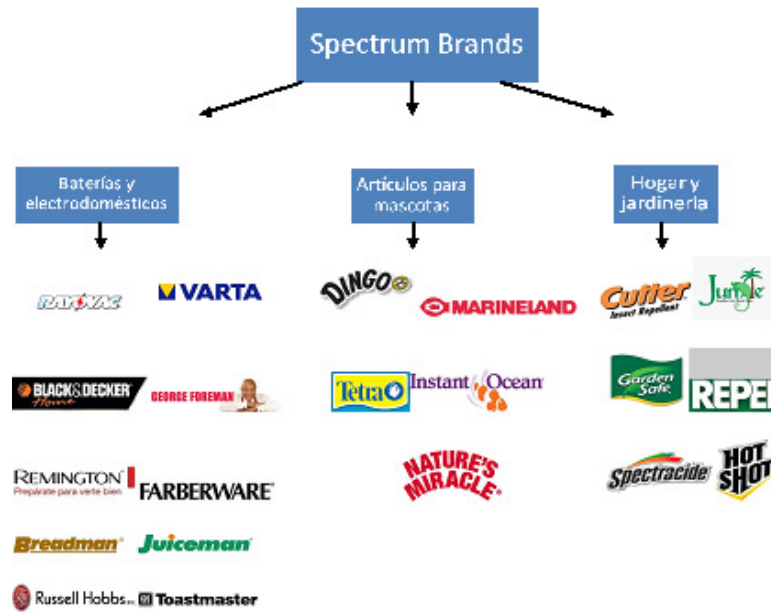 Spectrum Brands
Baterías y
electrodomésticos
Artículos para
mascotas
Hogar y
jardinería
RAYOVAC
VARTA
BLACK&DECKER
Home
GEORGE FOREMAN
REMINGTON
Prepárate para verte bien
FARBERWARE
Breadman
Juiceman
Russell Hobbs
Toastmaster
DINGO
MARINELAND
Tetra
Instant Ocean
NATURE'S
MIRACLE
Cutter
Insect Repellent
Jungle
Garden
Safe
REPEL
Spectracide
HOT
SHOT